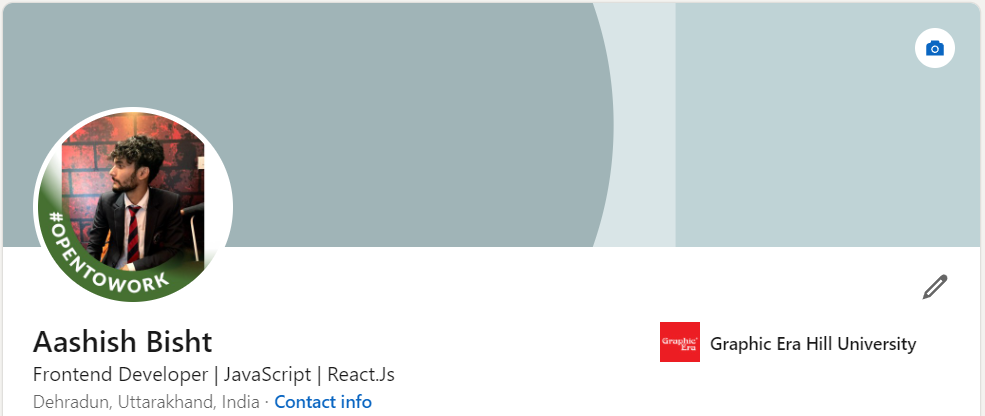 #OPENTOWORK
Aashish Bisht
Graphic Era
Graphic Era Hill University
Frontend Developer | JavaScript | React.Js
Dehradun, Uttarakhand, India · Contact info